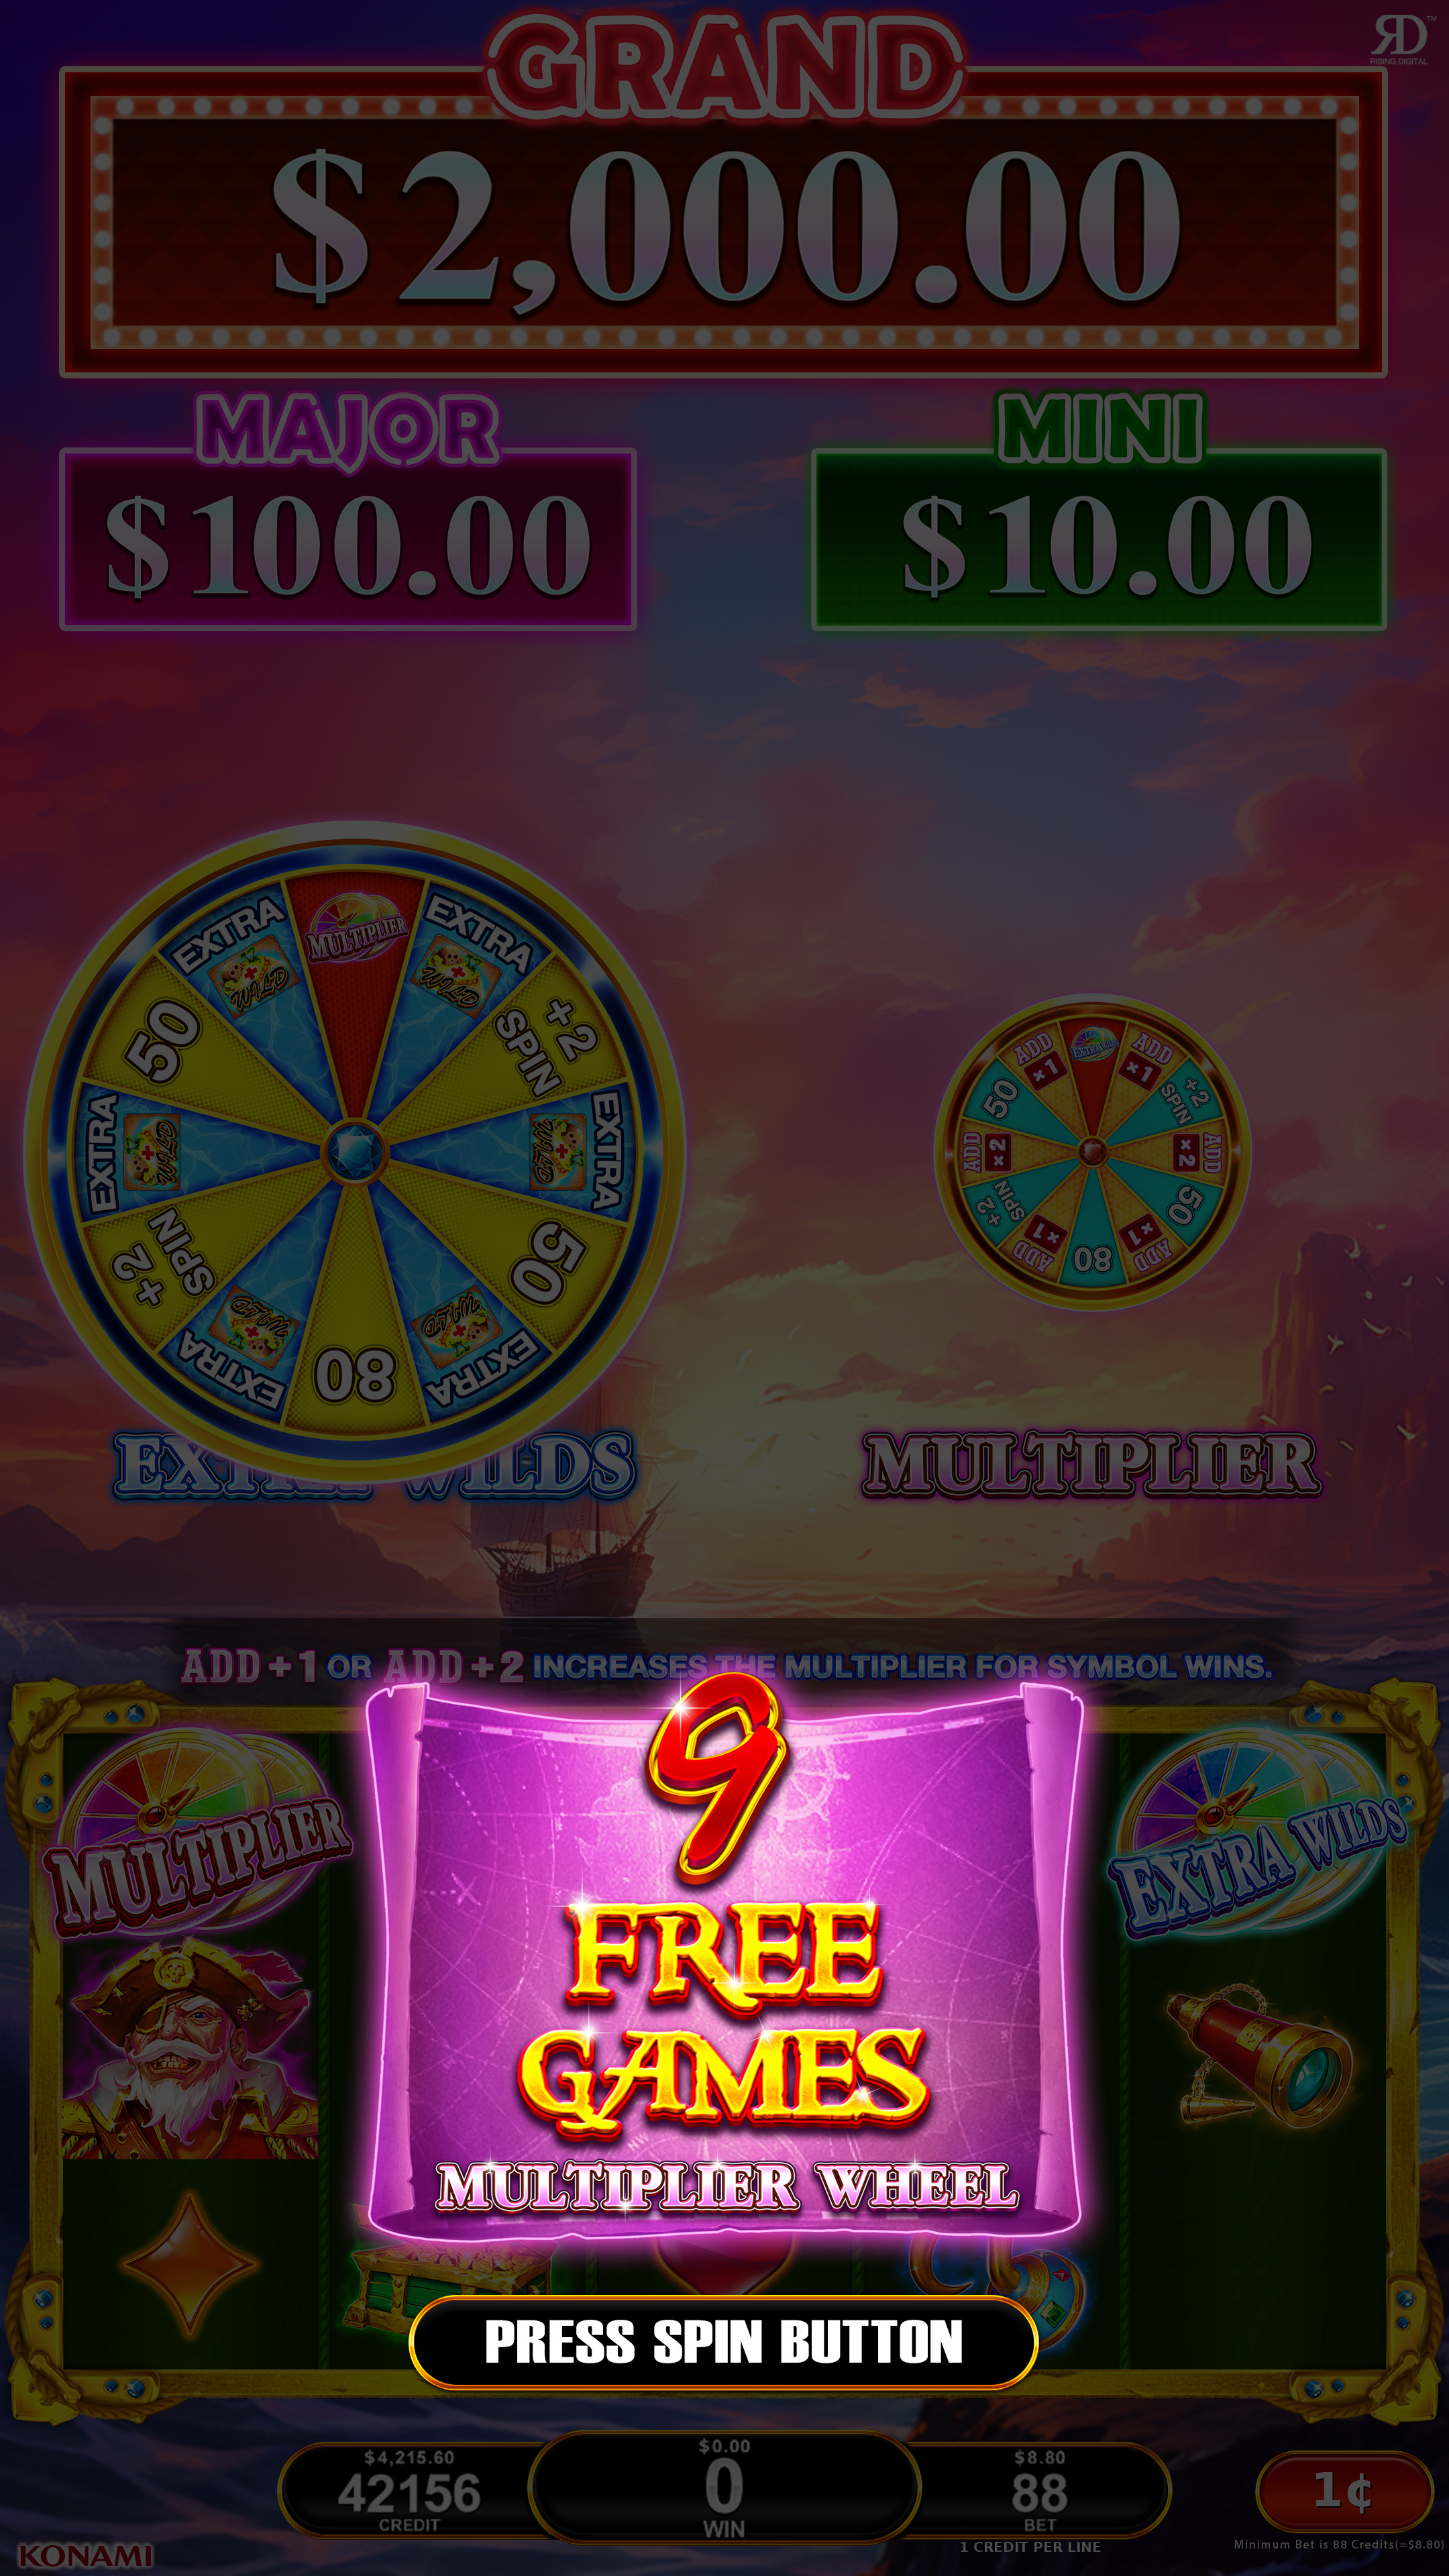 GRAND
RD™
RISING DIGITAL
$2,000.00
MAJOR
MINI
$100.00
$10.00
MULTIPLIER
EXTRA WILD
+2 SPIN
EXTRA WILD
50
EXTRA WILD
80
EXTRA WILD
+2 SPIN
EXTRA WILD
50
EXTRA WILD
EXTRA WILDS
ADD ×1
+2 SPIN
ADD ×2
50
ADD ×1
80
ADD ×1
+2 SPIN
ADD ×2
50
ADD ×1
MULTIPLIER
ADD +1 OR ADD +2 INCREASES THE MULTIPLIER FOR SYMBOL WINS.
MULTIPLIER
EXTRA WILDS
9
FREE
GAMES
MULTIPLIER WHEEL
PRESS SPIN BUTTON
$4,215.60
42156
CREDIT
$0.00
0
WIN
$8.80
88
BET
1 CREDIT PER LINE
1¢
Minimum Bet is 88 Credits(=$8.80)
KONAMI